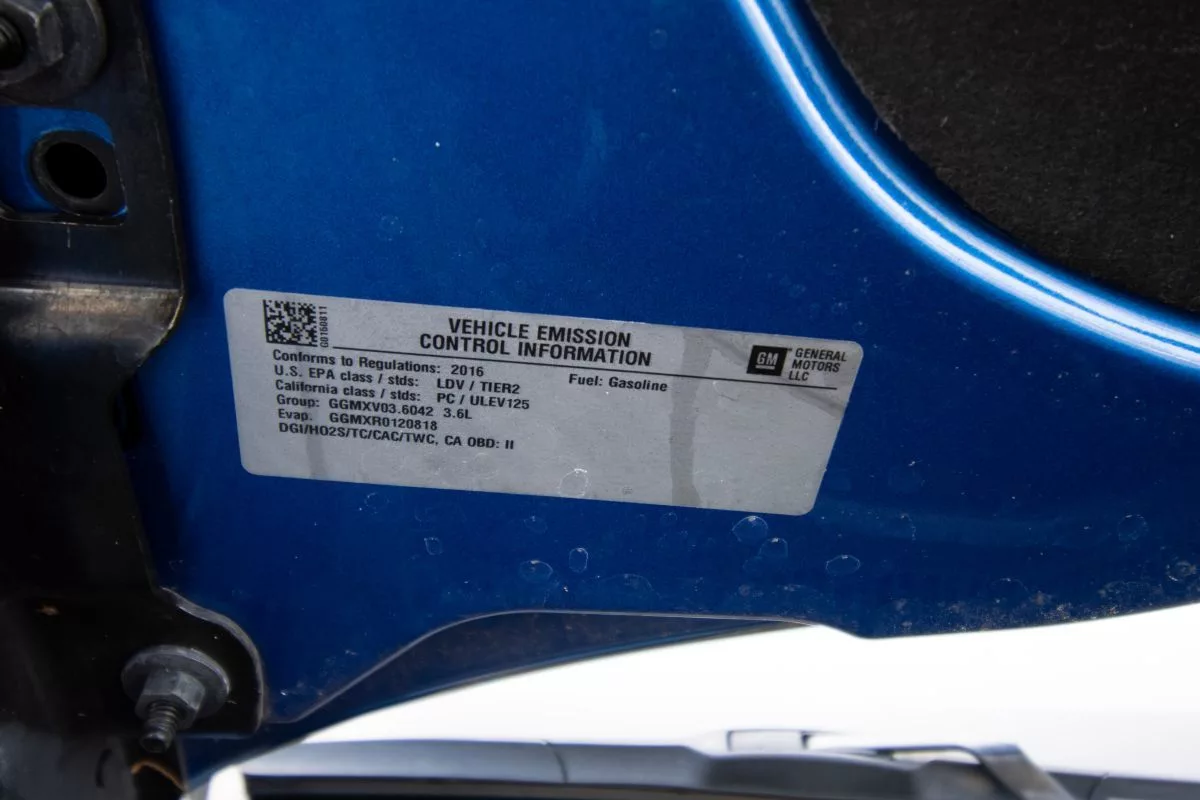 VEHICLE EMISSION
CONTROL INFORMATION
GM
GENERAL
MOTORS
LLC
Conforms to Regulations: 2016
Fuel: Gasoline
U.S. EPA class / stds: LDV / TIER2
California class / stds: PC / ULEV125
Group: GGMXV03.6042 3.6L
Evap. GGMXR0120818
DGI/HO2S/TC/CAC/TWC, CA OBD: II